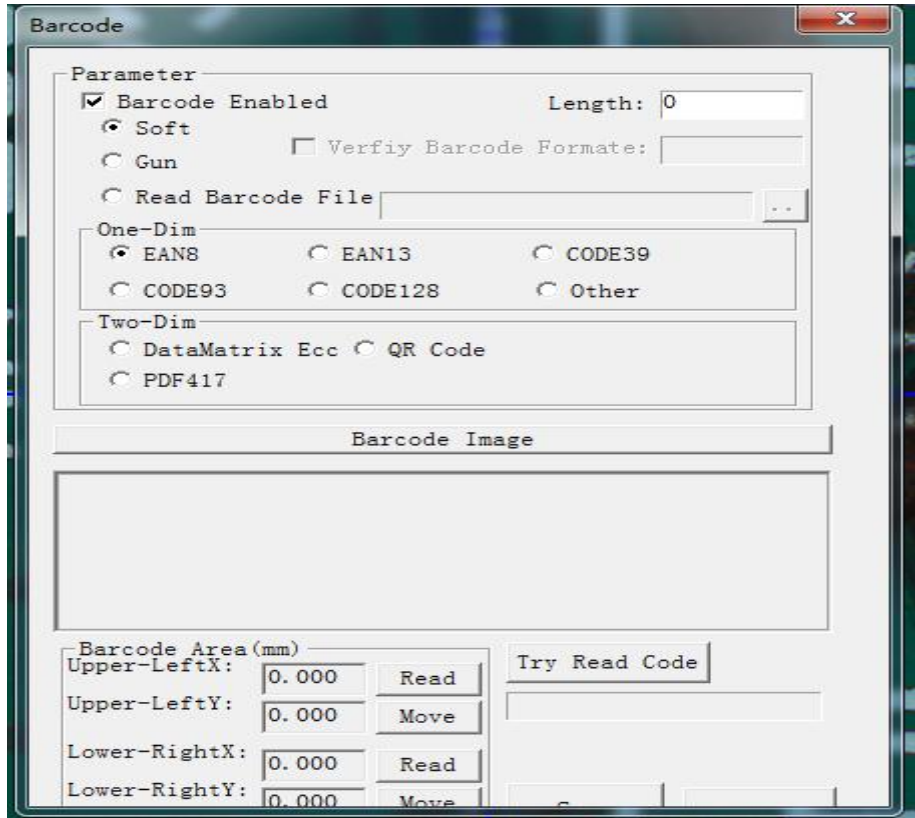 Barcode
Parameter
Barcode Enabled Length: 0
Soft
Verfiy Barcode Formate:
Gun
Read Barcode File ..
One-Dim
EAN8 EAN13 CODE39
CODE93 CODE128 Other
Two-Dim
DataMatrix Ecc QR Code
PDF417
Barcode Image
Barcode Area(mm)
Upper-LeftX: 0.000 Read Try Read Code
Upper-LeftY: 0.000 Move
Lower-RightX: 0.000 Read
Lower-RightY: 0.000 Move